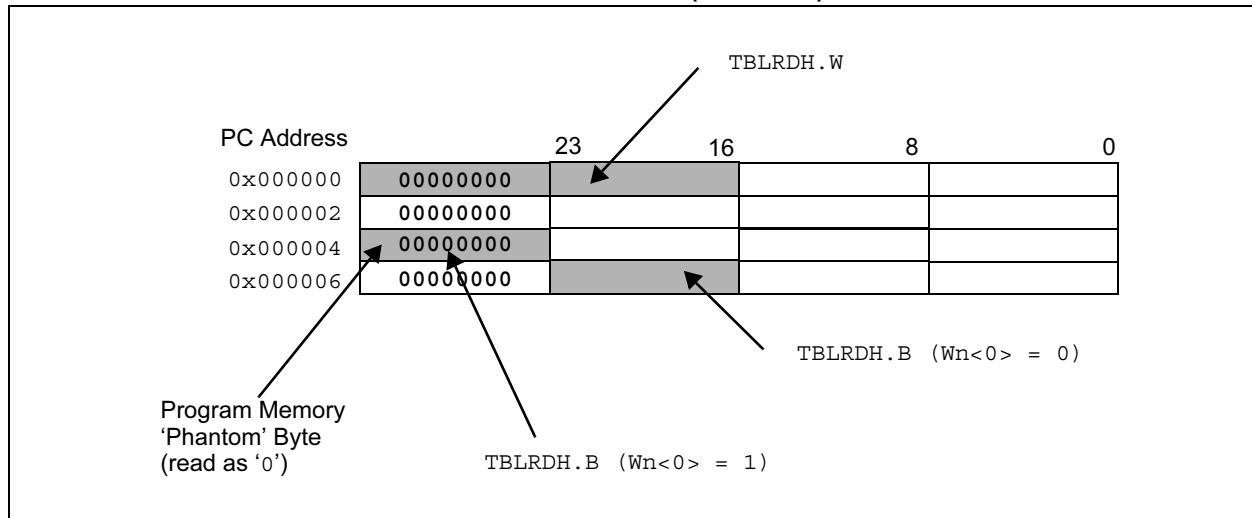 TBLRDH.W
PC Address
23 16 8 0
0x000000 00000000
0x000002 00000000
0x000004 00000000
0x000006 00000000
TBLRDH.B (Wn<0> = 0)
Program Memory
‘Phantom’ Byte
(read as ‘0’)
TBLRDH.B (Wn<0> = 1)